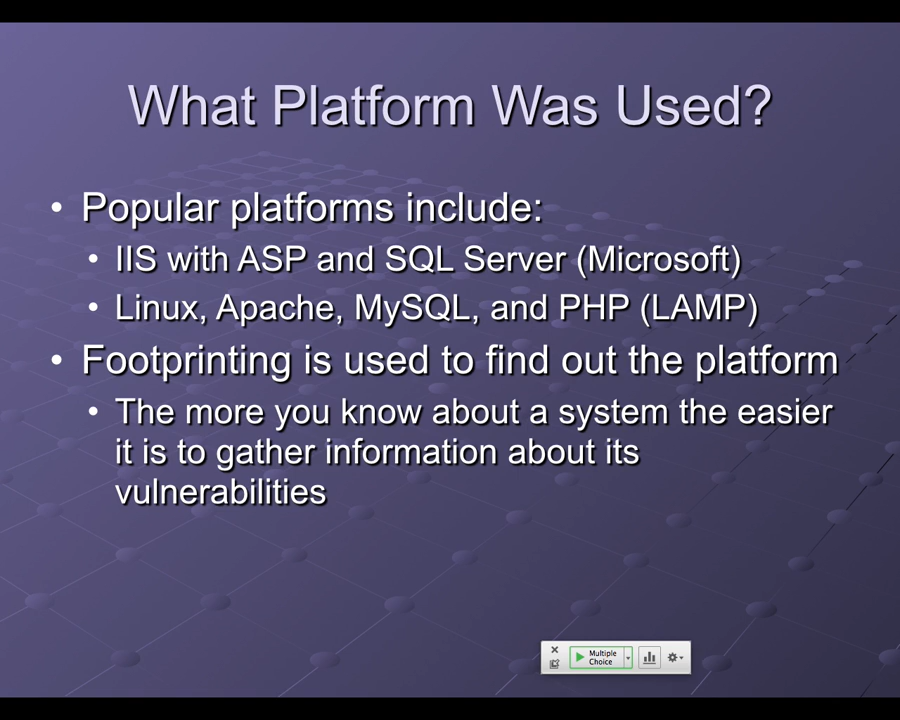 What Platform Was Used?
• Popular platforms include:
• IIS with ASP and SQL Server (Microsoft)
• Linux, Apache, MySQL, and PHP (LAMP)
• Footprinting is used to find out the platform
• The more you know about a system the easier
it is to gather information about its
vulnerabilities
Multiple
Choice